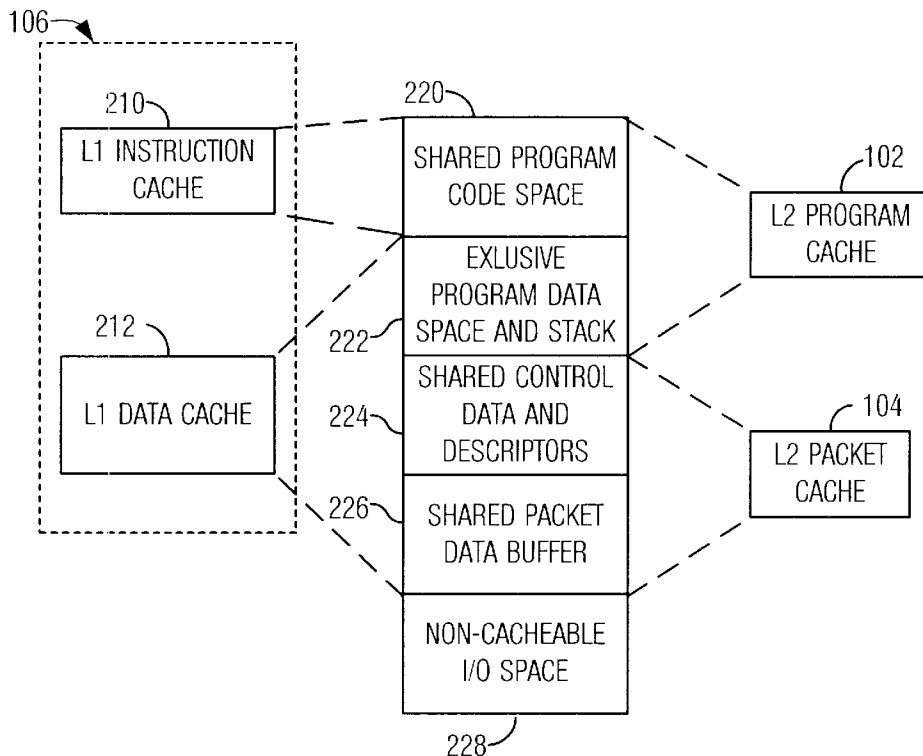 106
210
L1 INSTRUCTION
CACHE
212
L1 DATA CACHE
220
SHARED PROGRAM
CODE SPACE
EXLUSIVE
PROGRAM DATA
SPACE AND STACK
222
SHARED CONTROL
DATA AND
DESCRIPTORS
224
226
SHARED PACKET
DATA BUFFER
NON-CACHEABLE
I/O SPACE
228
102
L2 PROGRAM
CACHE
104
L2 PACKET
CACHE